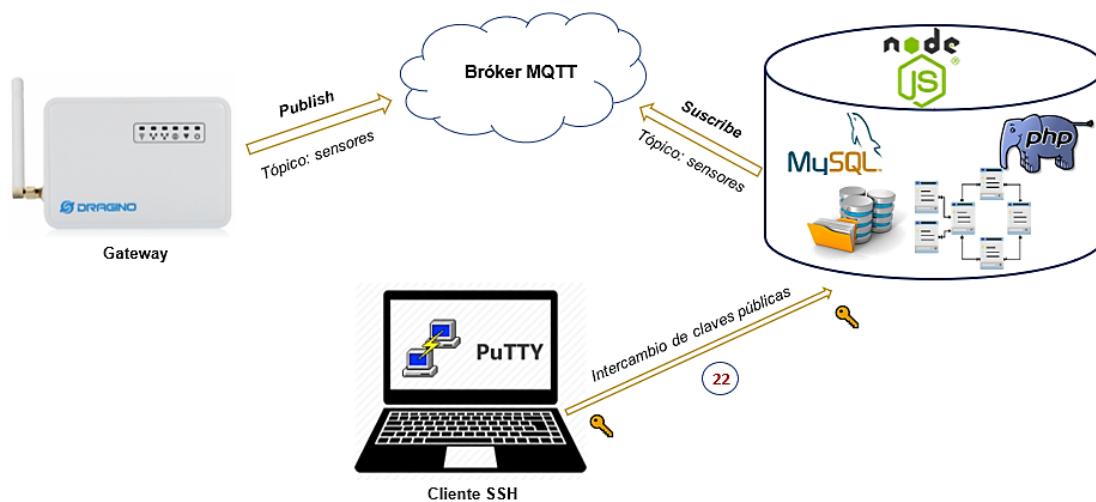 Bróker MQTT
Publish
Tópico: sensores
Suscribe
Tópico: sensores
node
JS
®
MySQL
php
DRAGINO
Gateway
PuTTY
Intercambio de claves públicas
22
Cliente SSH